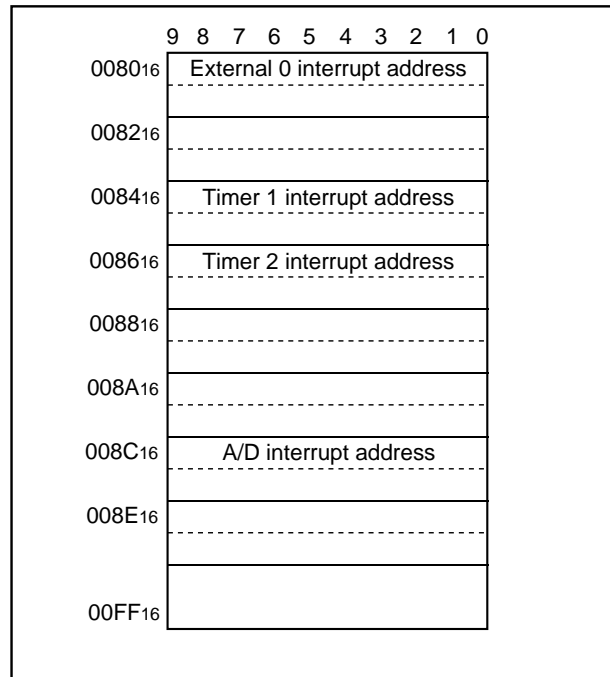 9 8 7 6 5 4 3 2 1 0
008016 External 0 interrupt address
008216
008416 Timer 1 interrupt address
008616 Timer 2 interrupt address
008816
008A16
008C16 A/D interrupt address
008E16
00FF16